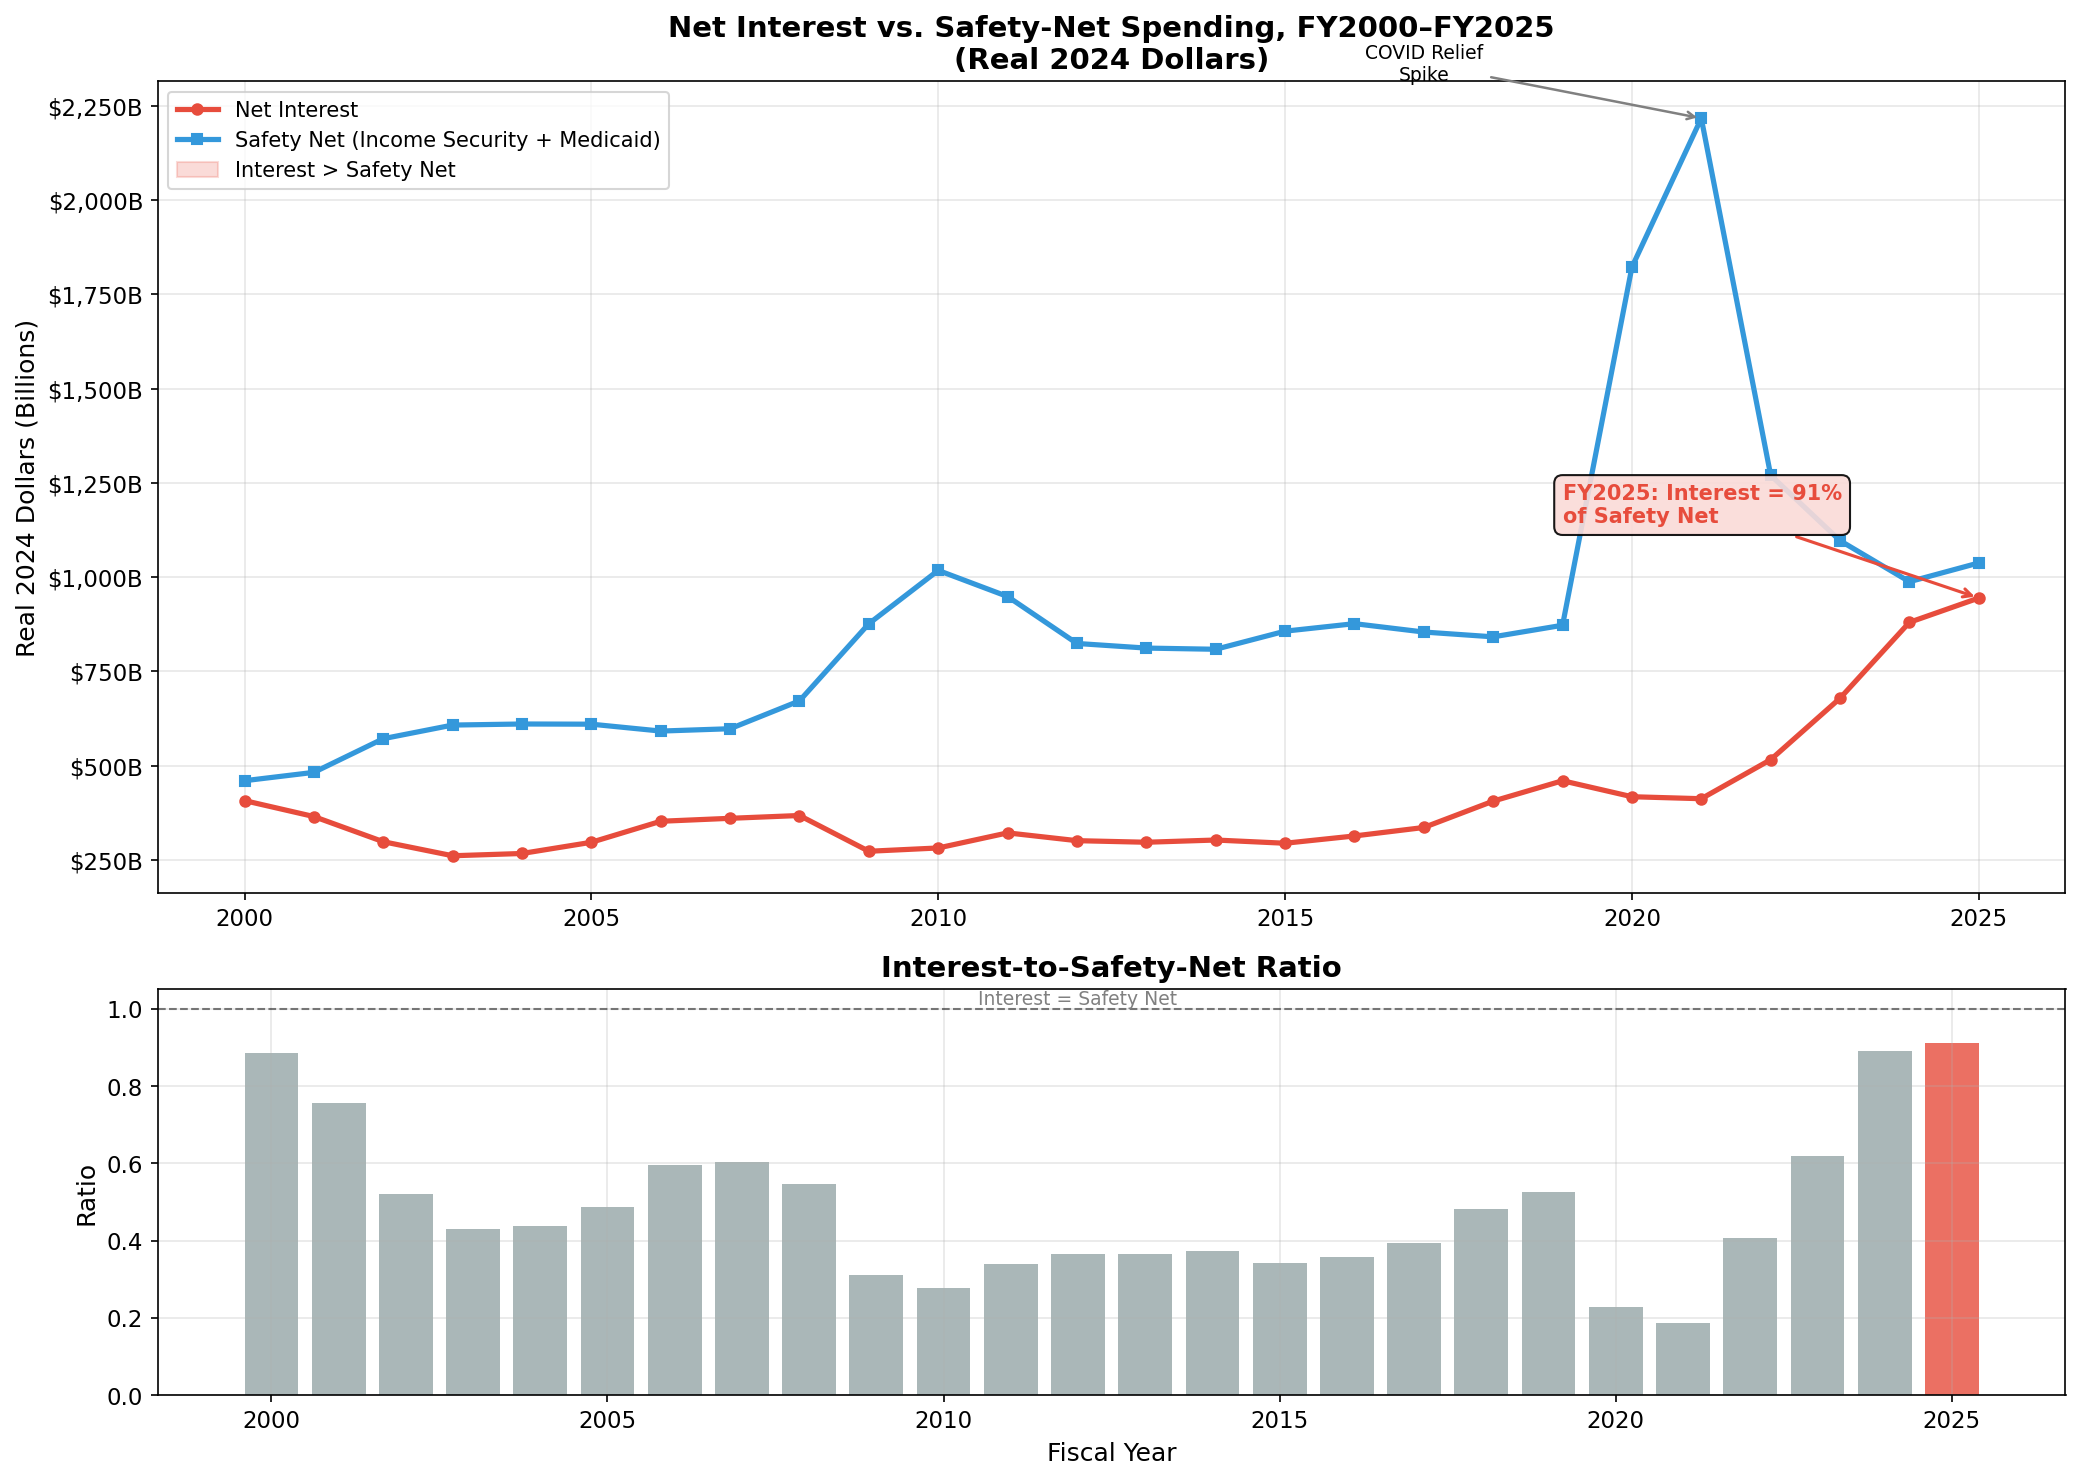 Net Interest vs. Safety-Net Spending, FY2000–FY2025
(Real 2024 Dollars)
COVID Relief
Spike
Net Interest
Safety Net (Income Security + Medicaid)
Interest > Safety Net
$2,250B
$2,000B
$1,750B
$1,500B
$1,250B
$1,000B
$750B
$500B
$250B
Real 2024 Dollars (Billions)
FY2025: Interest = 91%
of Safety Net
2000 2005 2010 2015 2020 2025
Interest-to-Safety-Net Ratio
Interest = Safety Net
1.0
0.8
0.6
0.4
0.2
0.0
Ratio
2000 2005 2010 2015 2020 2025
Fiscal Year